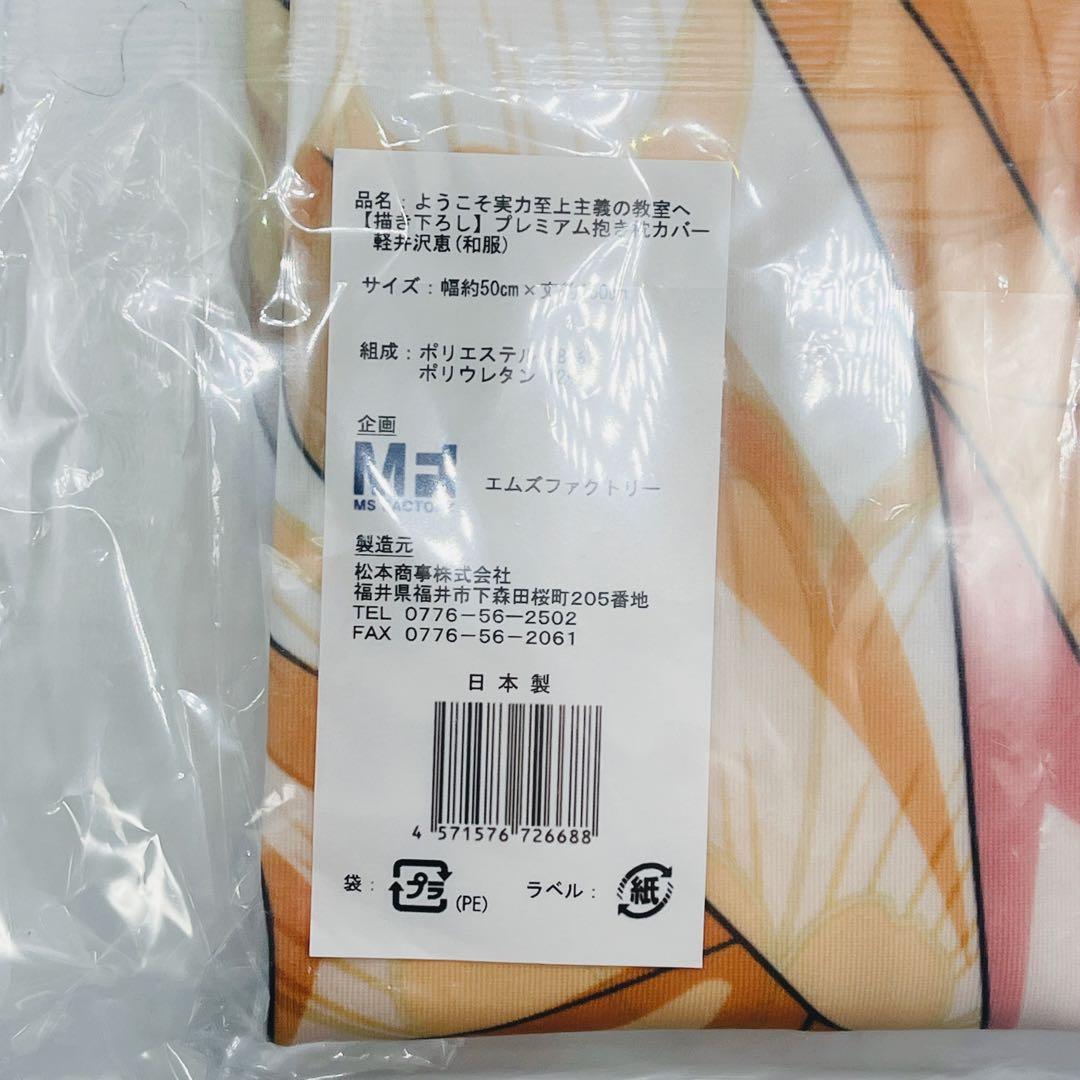 品名：ようこそ実力至上主義の教室へ
【描き下ろし】プレミアム抱き枕カバー
軽井沢恵(和服)
サイズ：幅約50cm×丈
組成：ポリエステル
ポリウレタン
企画
MS FACTORY
エムズファクトリー
製造元
松本商事株式会社
福井県福井市下森田桜町205番地
TEL 0776-56-2502
FAX 0776-56-2061
日本製
4 571576 726688
袋： プラ (PE) ラベル： 紙